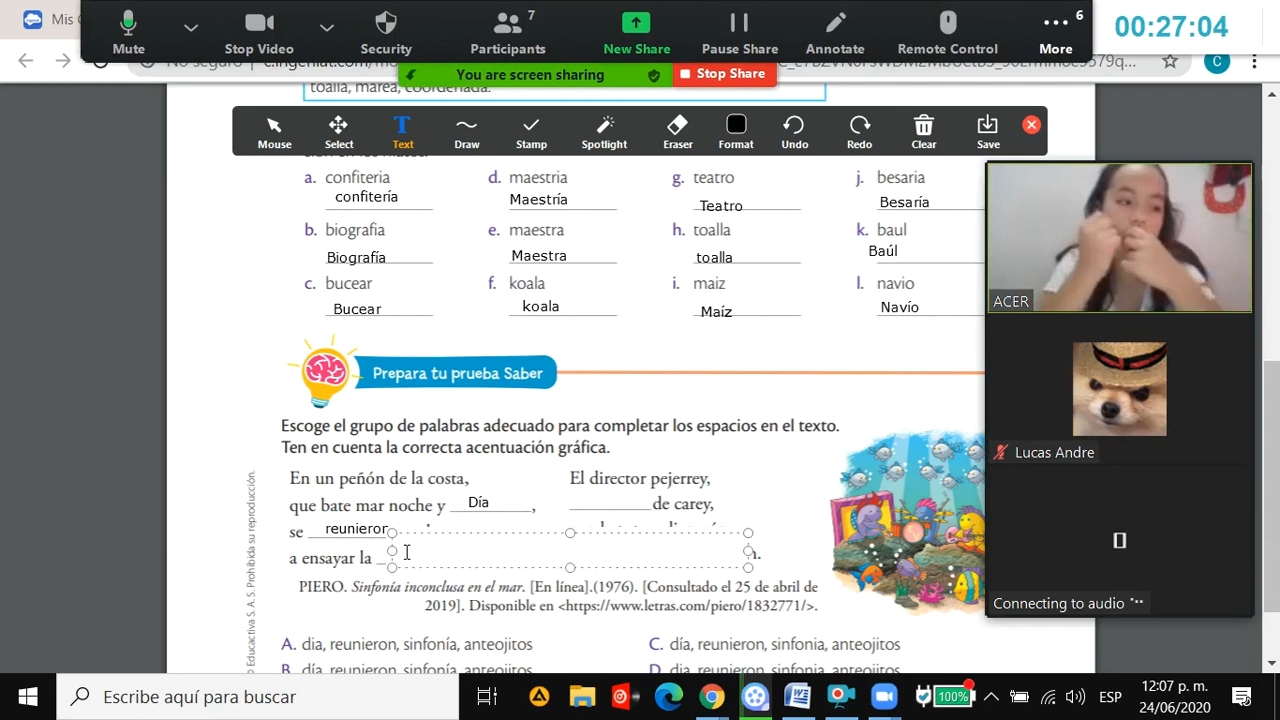 Mis
Mute
Stop Video
Security
7
Participants
New Share
Pause Share
Annotate
Remote Control
6
More
00:27:04
You are screen sharing
Stop Share
No seguro
toalla, marea, coordenada.
Mouse
Select
Text
Draw
Stamp
Spotlight
Eraser
Format
Undo
Redo
Clear
Save
a. confiteria
confitería
d. maestria
Maestría
g. teatro
Teatro
j. besaria
Besaría
b. biografia
Biografía
e. maestra
Maestra
h. toalla
toalla
k. baul
Baúl
c. bucear
Bucear
f. koala
koala
i. maiz
Maíz
l. navio
Navío
ACER
Lucas Andre
Connecting to audio
Prepara tu prueba Saber
Escoge el grupo de palabras adecuado para completar los espacios en el texto.
Ten en cuenta la correcta acentuación gráfica.
En un peñón de la costa,
que bate mar noche y Día,
se reunieron
a ensayar la
El director pejerrey,
de carey,
PIERO. Sinfonía inconclusa en el mar. [En línea].(1976). [Consultado el 25 de abril de
2019]. Disponible en <https://www.letras.com/piero/1832771/>.
A. dia, reunieron, sinfonía, anteojitos
C. día, reunieron, sinfonia, anteojitos
B. día, reunieron, sinfonía, anteojitos
Educactiva S. A. S. Prohibida su reproducción.
Escribe aquí para buscar
100%
ESP
12:07 p. m.
24/06/2020